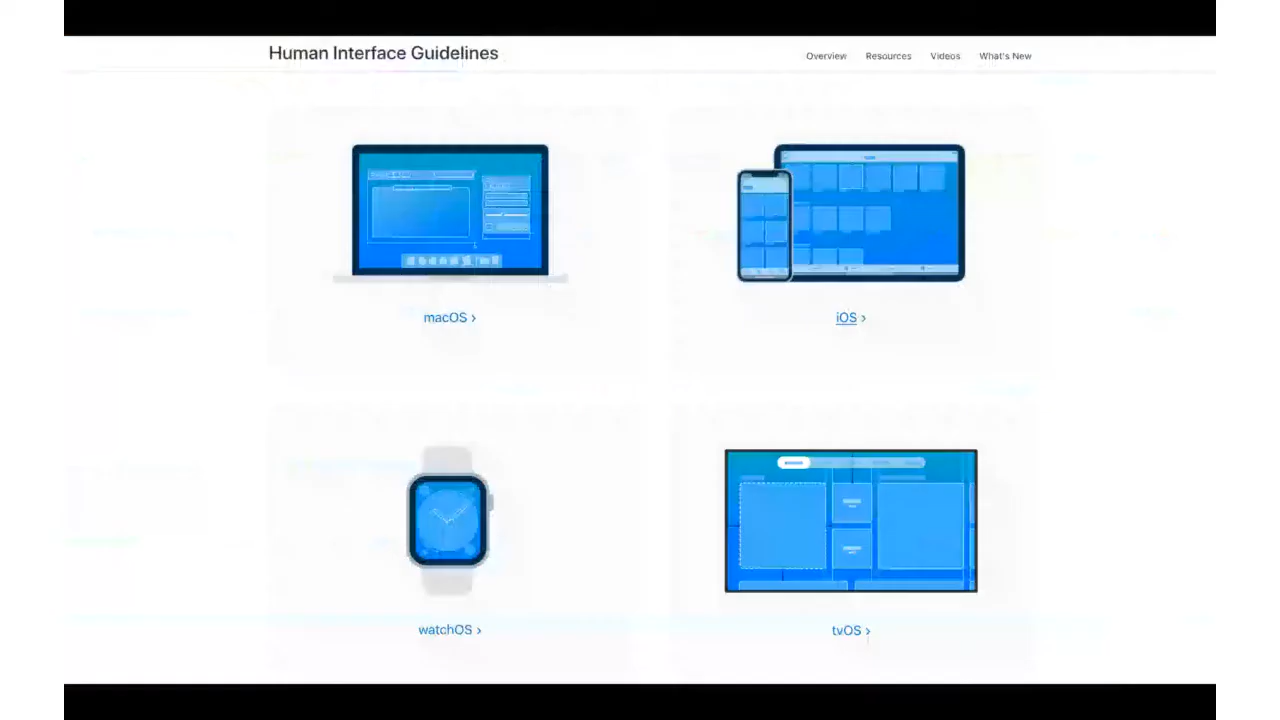 Human Interface Guidelines
Overview Resources Videos What's New
macOS ›
iOS ›
watchOS ›
tvOS ›